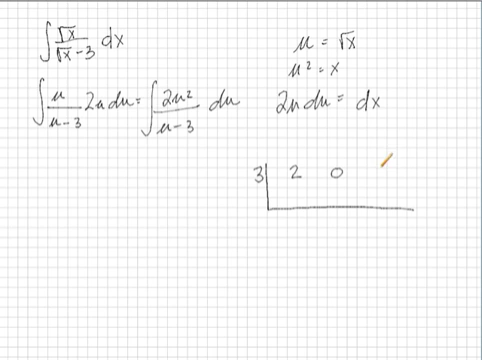 ∫ √x / (√x - 3) dx
u = √x
u² = x
∫ u / (u - 3) 2u du = ∫ 2u² / (u - 3) du
2u du = dx
3| 2 0